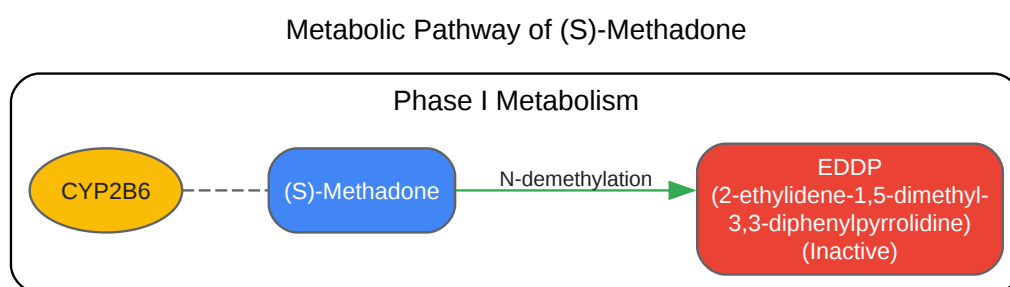 Metabolic Pathway of (S)-Methadone
Phase I Metabolism
CYP2B6
(S)-Methadone
N-demethylation
EDDP
(2-ethylidene-1,5-dimethyl-
3,3-diphenylpyrrolidine)
(Inactive)